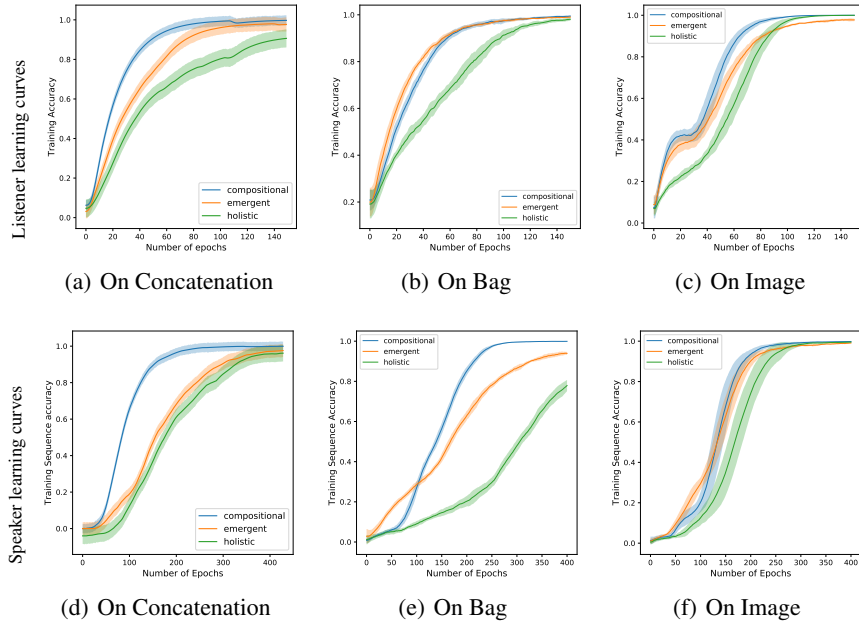 Listener learning curves
Training Accuracy
1.0
0.8
0.6
0.4
0.2
0.0
0 20 40 60 80 100 120 140
Number of epochs
compositional
emergent
holistic
(a) On Concatenation
Training Accuracy
1.0
0.8
0.6
0.4
0.2
0 20 40 60 80 100 120 140
Number of Epochs
compositional
emergent
holistic
(b) On Bag
Training Accuracy
1.0
0.8
0.6
0.4
0.2
0.0
0 20 40 60 80 100 120 140
Number of Epochs
compositional
emergent
holistic
(c) On Image
Speaker learning curves
Training Sequence Accuracy
1.0
0.8
0.6
0.4
0.2
0.0
0 100 200 300 400
Number of Epochs
compositional
emergent
holistic
(d) On Concatenation
Training Sequence Accuracy
1.0
0.8
0.6
0.4
0.2
0.0
0 50 100 150 200 250 300 350 400
Number of Epochs
compositional
emergent
holistic
(e) On Bag
Training Sequence Accuracy
1.0
0.8
0.6
0.4
0.2
0.0
0 50 100 150 200 250 300 350 400
Number of Epochs
compositional
emergent
holistic
(f) On Image